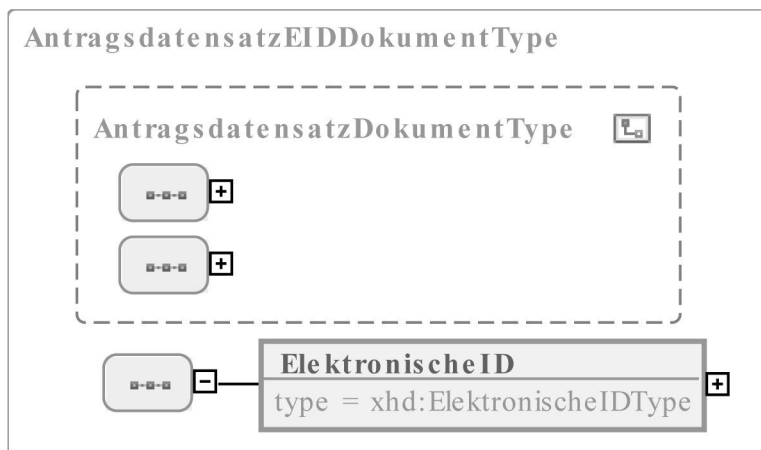 AntragsdatensatzEIDDokumentType
AntragsdatensatzDokumentType
ElektronischeID
type = xhd:ElektronischeIDType